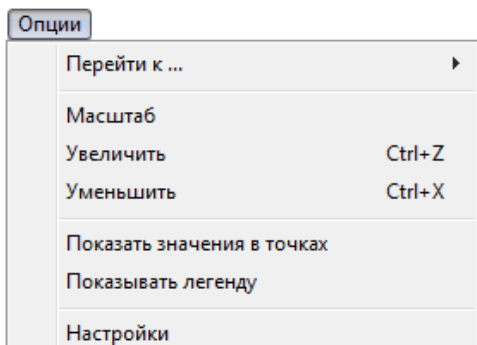 Опции
Перейти к ...
Масштаб
Увеличить Ctrl+Z
Уменьшить Ctrl+X
Показать значения в точках
Показывать легенду
Настройки